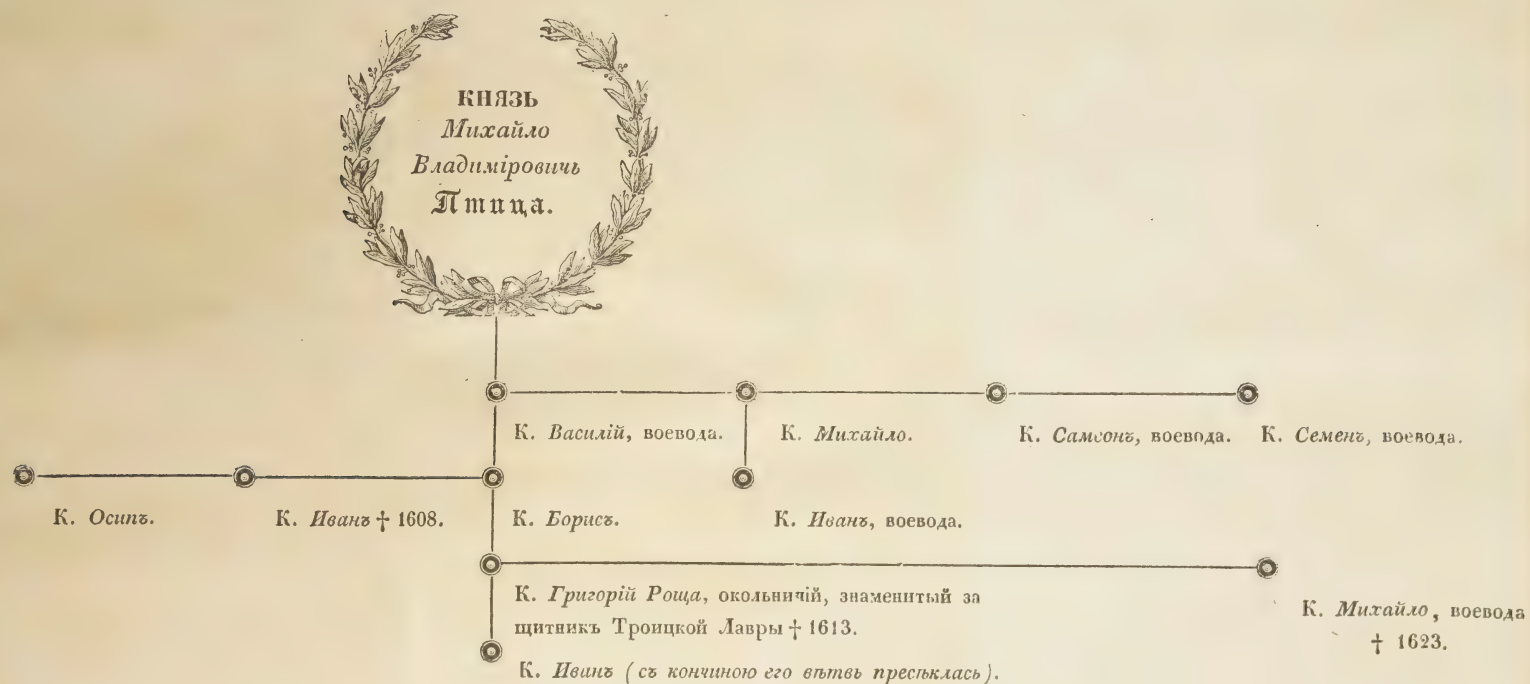 КНЯЗЬ
Михайло
Владиміровичь
Птица.
К. Василій, воевода.
К. Михайло.
К. Самсонъ, воевода.
К. Семенъ, воевода.
К. Осипъ.
К. Иванъ † 1608.
К. Борисъ.
К. Иванъ, воевода.
К. Григорій Роща, окольничій, знаменитый за
щитникъ Троицкой Лавры † 1613.
К. Михайло, воевода
† 1623.
К. Иванъ (съ кончиною его вѣтвь пресѣклась).